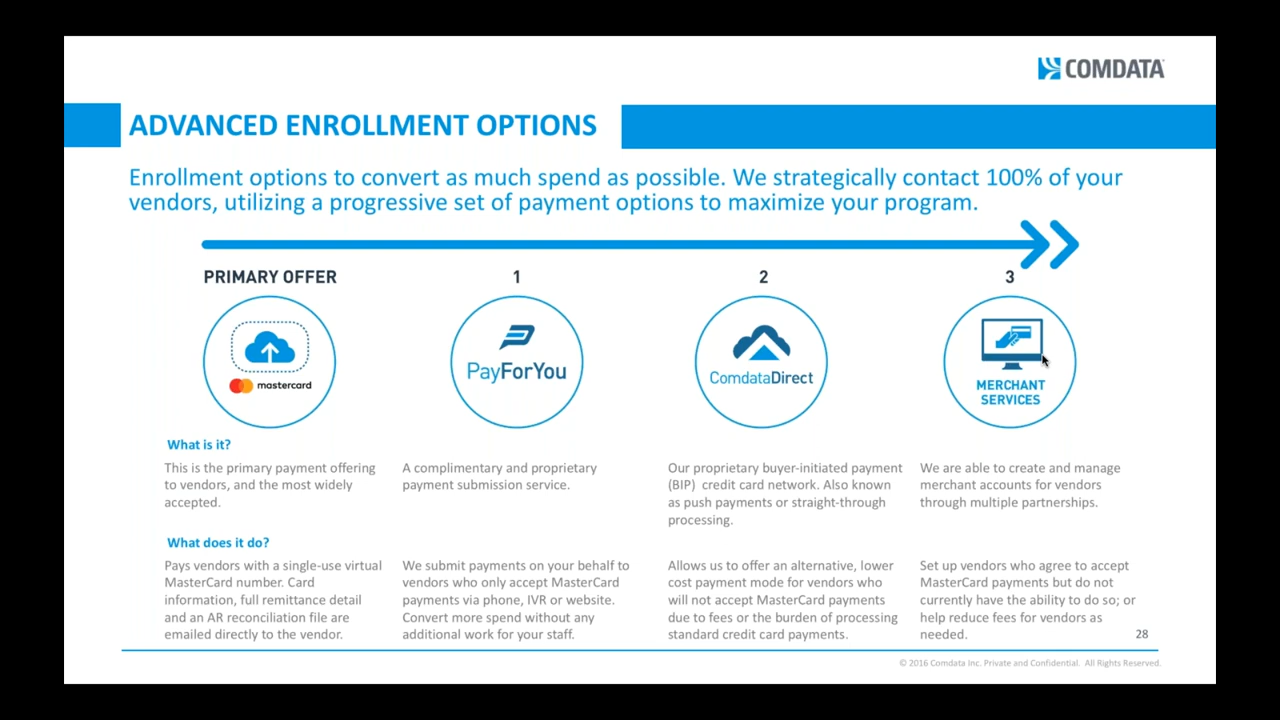 COMDATA
ADVANCED ENROLLMENT OPTIONS
Enrollment options to convert as much spend as possible. We strategically contact 100% of your
vendors, utilizing a progressive set of payment options to maximize your program.
PRIMARY OFFER
1
2
3
mastercard
PayForYou
ComdataDirect
MERCHANT
SERVICES
What is it?
This is the primary payment offering
to vendors, and the most widely
accepted.
A complimentary and proprietary
payment submission service.
Our proprietary buyer-initiated payment
(BIP) credit card network. Also known
as push payments or straight-through
processing.
We are able to create and manage
merchant accounts for vendors
through multiple partnerships.
What does it do?
Pays vendors with a single-use virtual
MasterCard number. Card
information, full remittance detail
and an AR reconciliation file are
emailed directly to the vendor.
We submit payments on your behalf to
vendors who only accept MasterCard
payments via phone, IVR or website.
Convert more spend without any
additional work for your staff.
Allows us to offer an alternative, lower
cost payment mode for vendors who
will not accept MasterCard payments
due to fees or the burden of processing
standard credit card payments.
Set up vendors who agree to accept
MasterCard payments but do not
currently have the ability to do so; or
help reduce fees for vendors as
needed.
28
© 2016 Comdata Inc. Private and Confidential. All Rights Reserved.